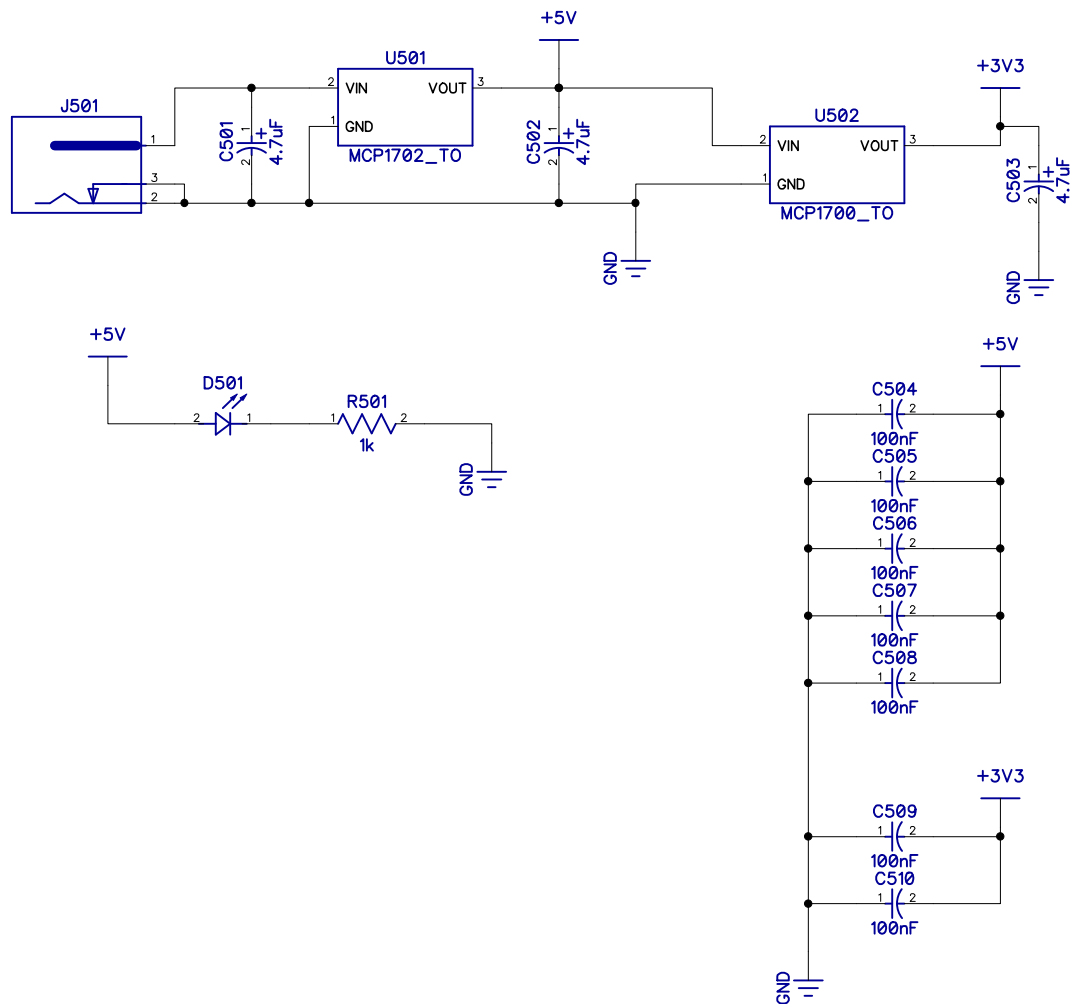 +5V
U501
+3V3
J501
2 VIN VOUT 3
U502
1
C501
1
+
4.7uF
2
1 GND
C502
1
+
4.7uF
2
2 VIN VOUT 3
MCP1702_TO
C503
1
+
4.7uF
2
3
2
1 GND
MCP1700_TO
GND
GND
+5V
+5V
D501
2 1
R501
1 2
1k
GND
C504
1 2
100nF
C505
1 2
100nF
C506
1 2
100nF
C507
1 2
100nF
C508
1 2
100nF
+3V3
C509
1 2
100nF
C510
1 2
100nF
GND